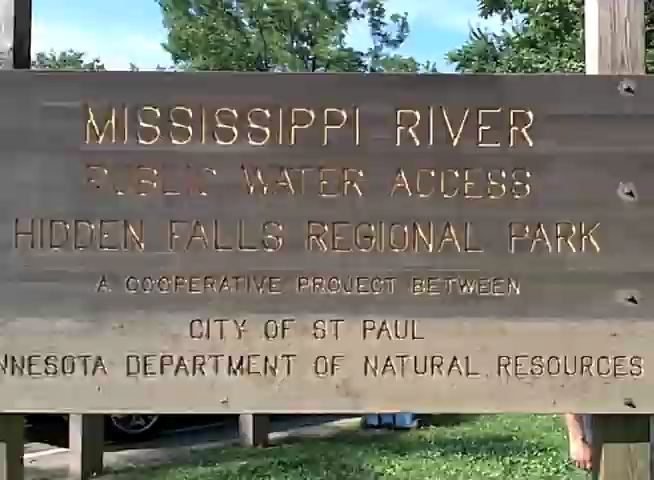 MISSISSIPPI RIVER
PUBLIC WATER ACCESS
HIDDEN FALLS REGIONAL PARK
A COOPERATIVE PROJECT BETWEEN
CITY OF ST PAUL
NNESOTA DEPARTMENT OF NATURAL RESOURCES